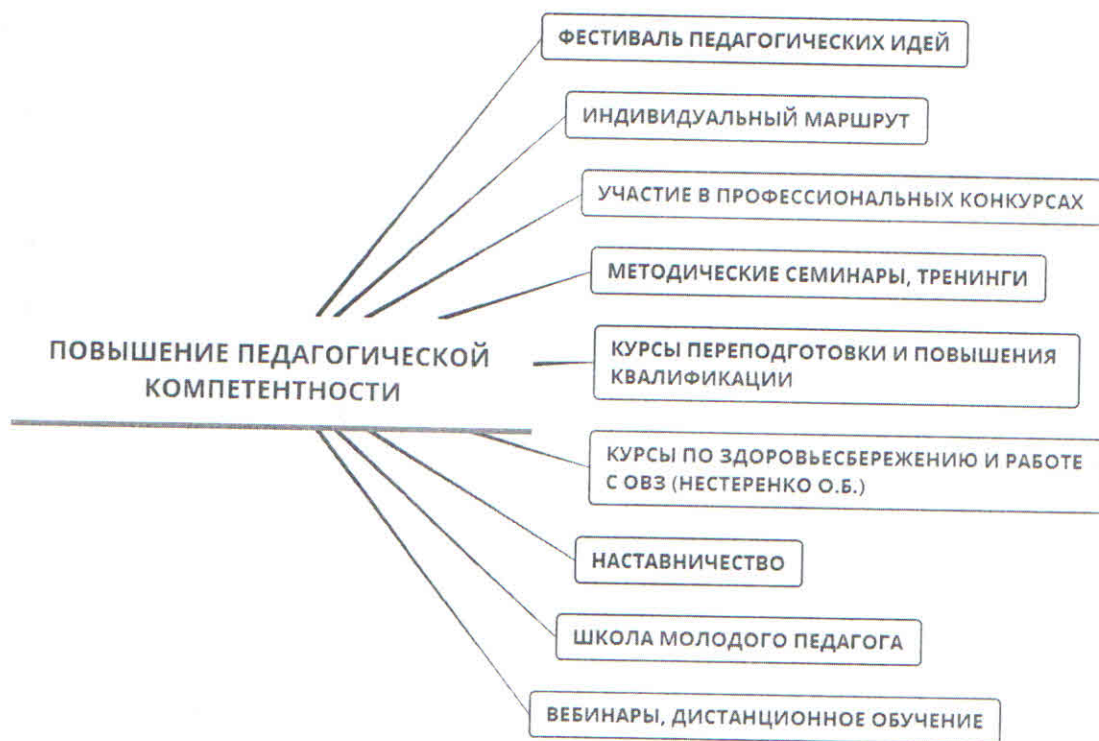 ФЕСТИВАЛЬ ПЕДАГОГИЧЕСКИХ ИДЕЙ
ИНДИВИДУАЛЬНЫЙ МАРШРУТ
УЧАСТИЕ В ПРОФЕССИОНАЛЬНЫХ КОНКУРСАХ
МЕТОДИЧЕСКИЕ СЕМИНАРЫ, ТРЕНИНГИ
ПОВЫШЕНИЕ ПЕДАГОГИЧЕСКОЙ
КОМПЕТЕНТНОСТИ
КУРСЫ ПЕРЕПОДГОТОВКИ И ПОВЫШЕНИЯ
КВАЛИФИКАЦИИ
КУРСЫ ПО ЗДОРОВЬЕСБЕРЕЖЕНИЮ И РАБОТЕ
С ОВЗ (НЕСТЕРЕНКО О.Б.)
НАСТАВНИЧЕСТВО
ШКОЛА МОЛОДОГО ПЕДАГОГА
ВЕБИНАРЫ, ДИСТАНЦИОННОЕ ОБУЧЕНИЕ